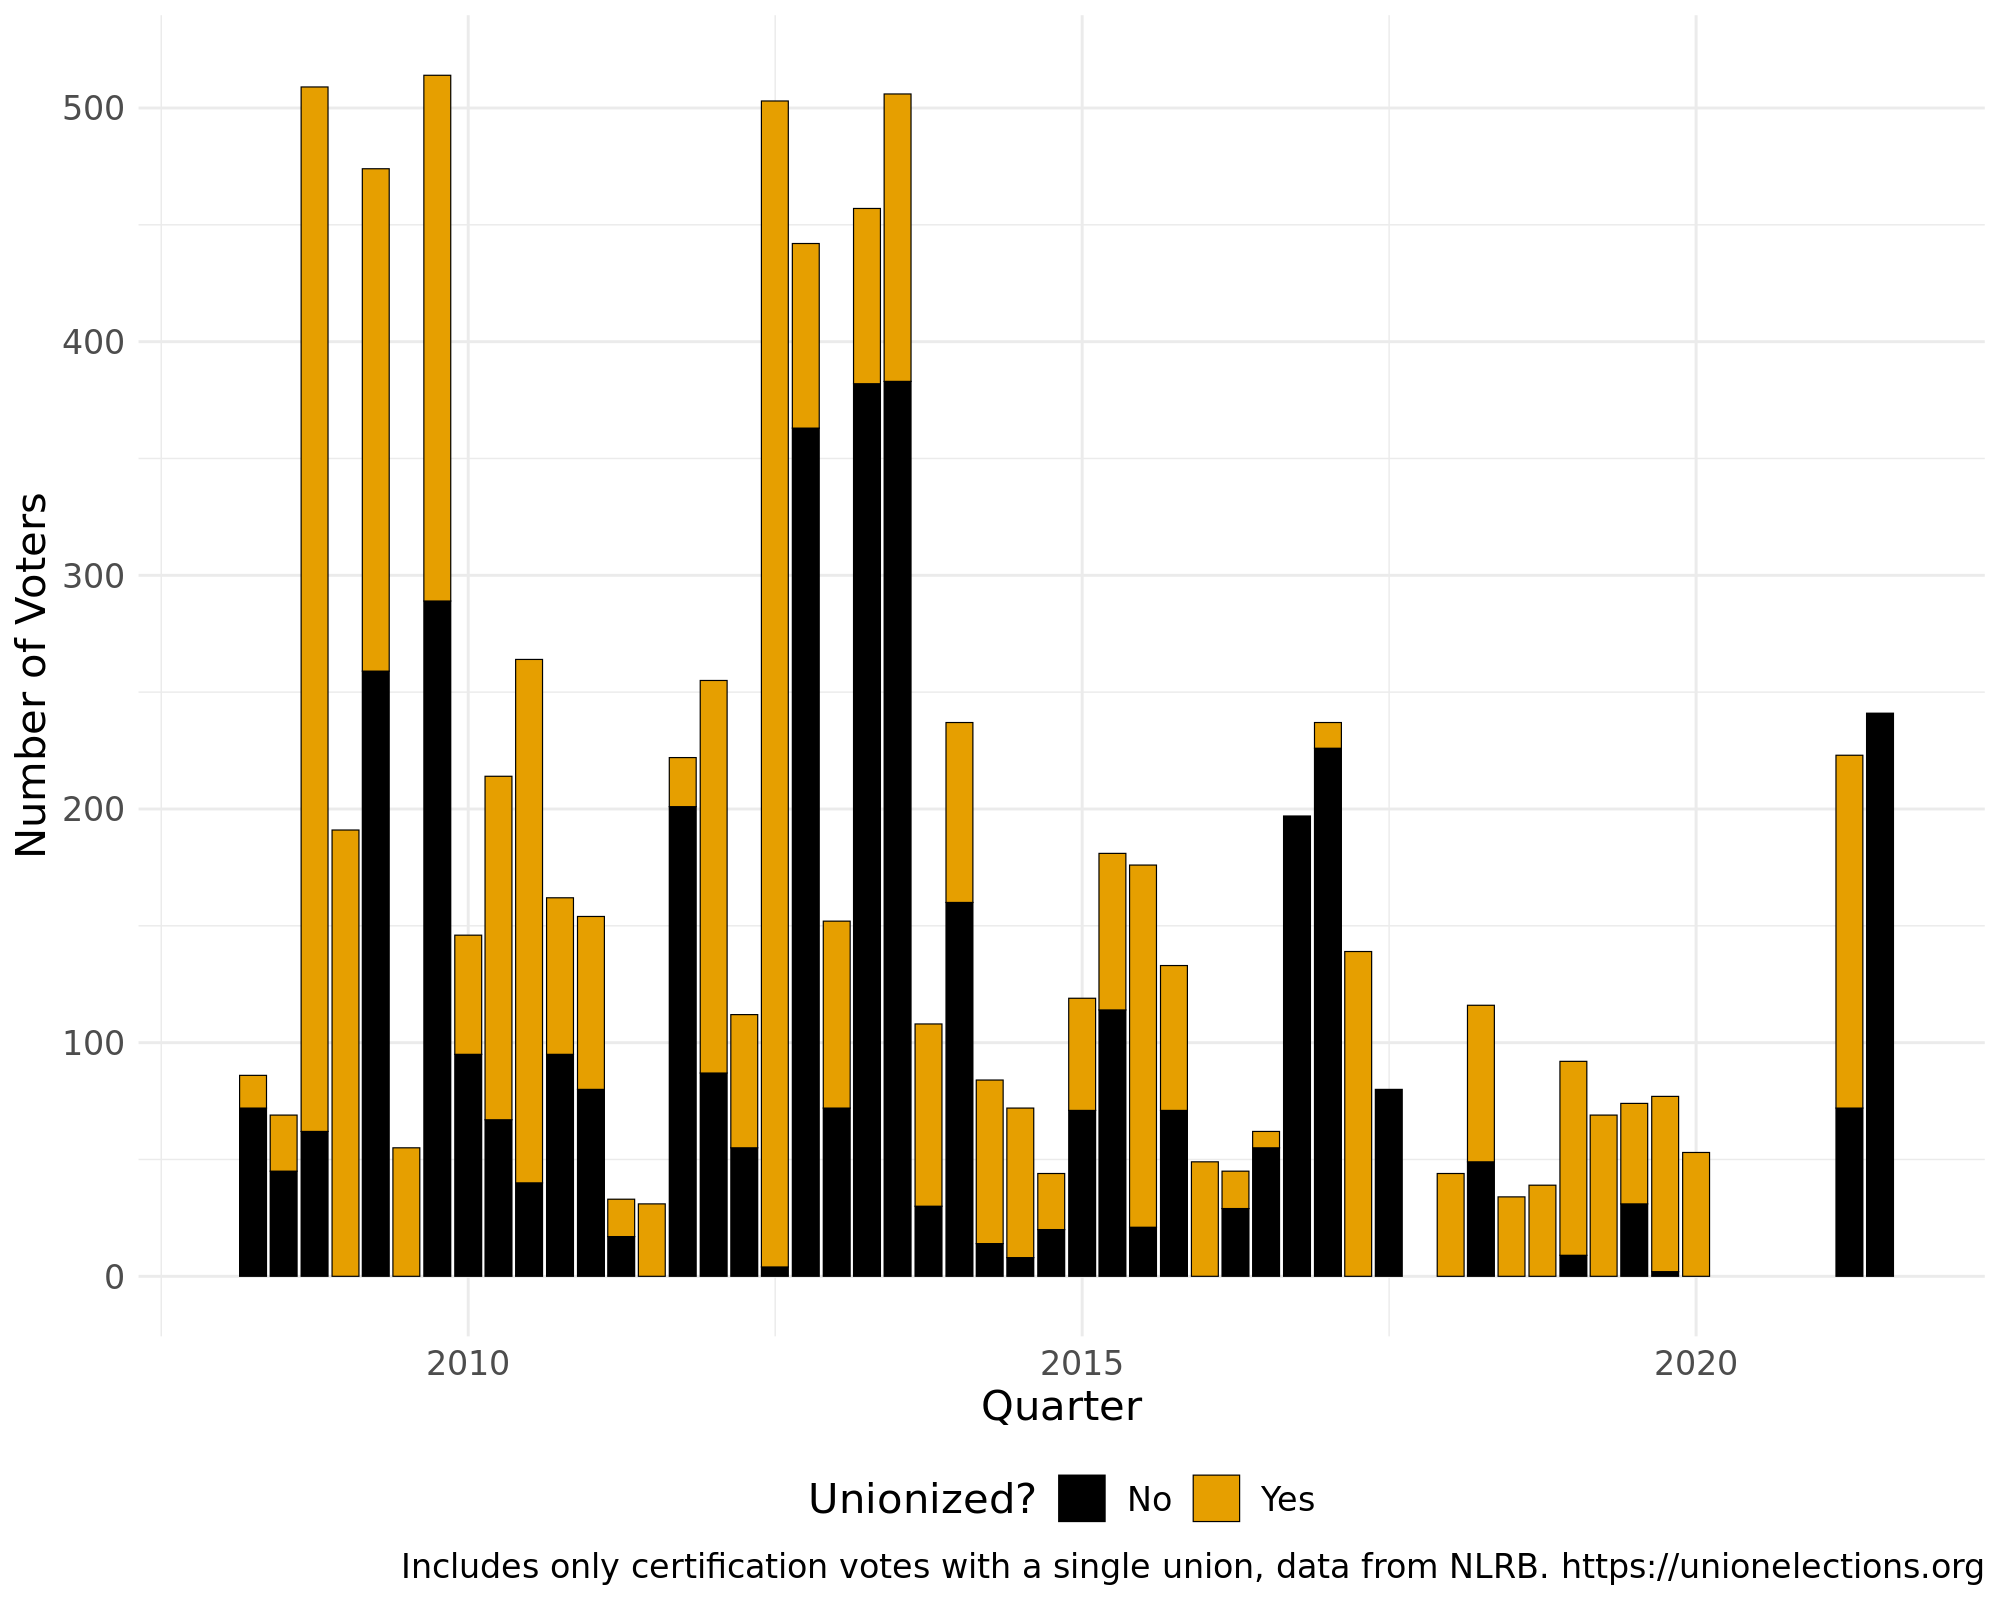 500
400
300
200
100
0
Number of Voters
2010 2015 2020
Quarter
Unionized? No Yes
Includes only certification votes with a single union, data from NLRB. https://unionelections.org